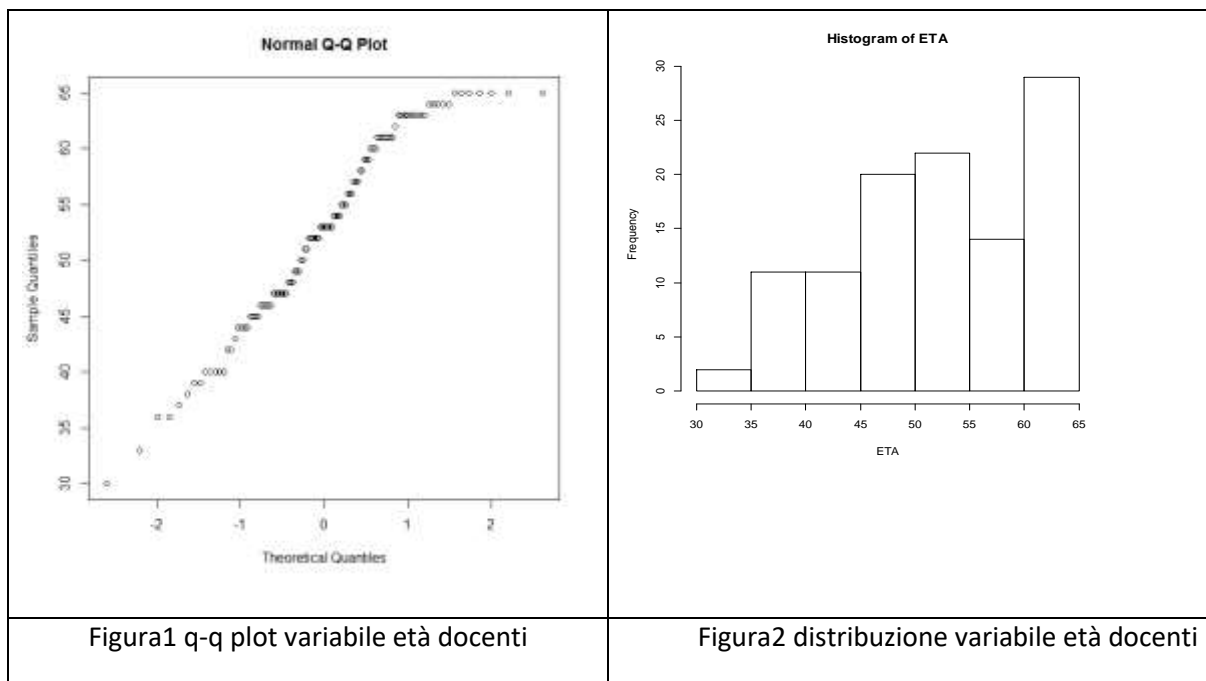 Normal Q-Q Plot
65
60
55
50
45
40
35
30
Sample Quantiles
-2 -1 0 1 2
Theoretical Quantiles
Histogram of ETA
30
25
20
15
10
5
0
Frequency
30 35 40 45 50 55 60 65
ETA
Figura1 q-q plot variabile età docenti
Figura2 distribuzione variabile età docenti